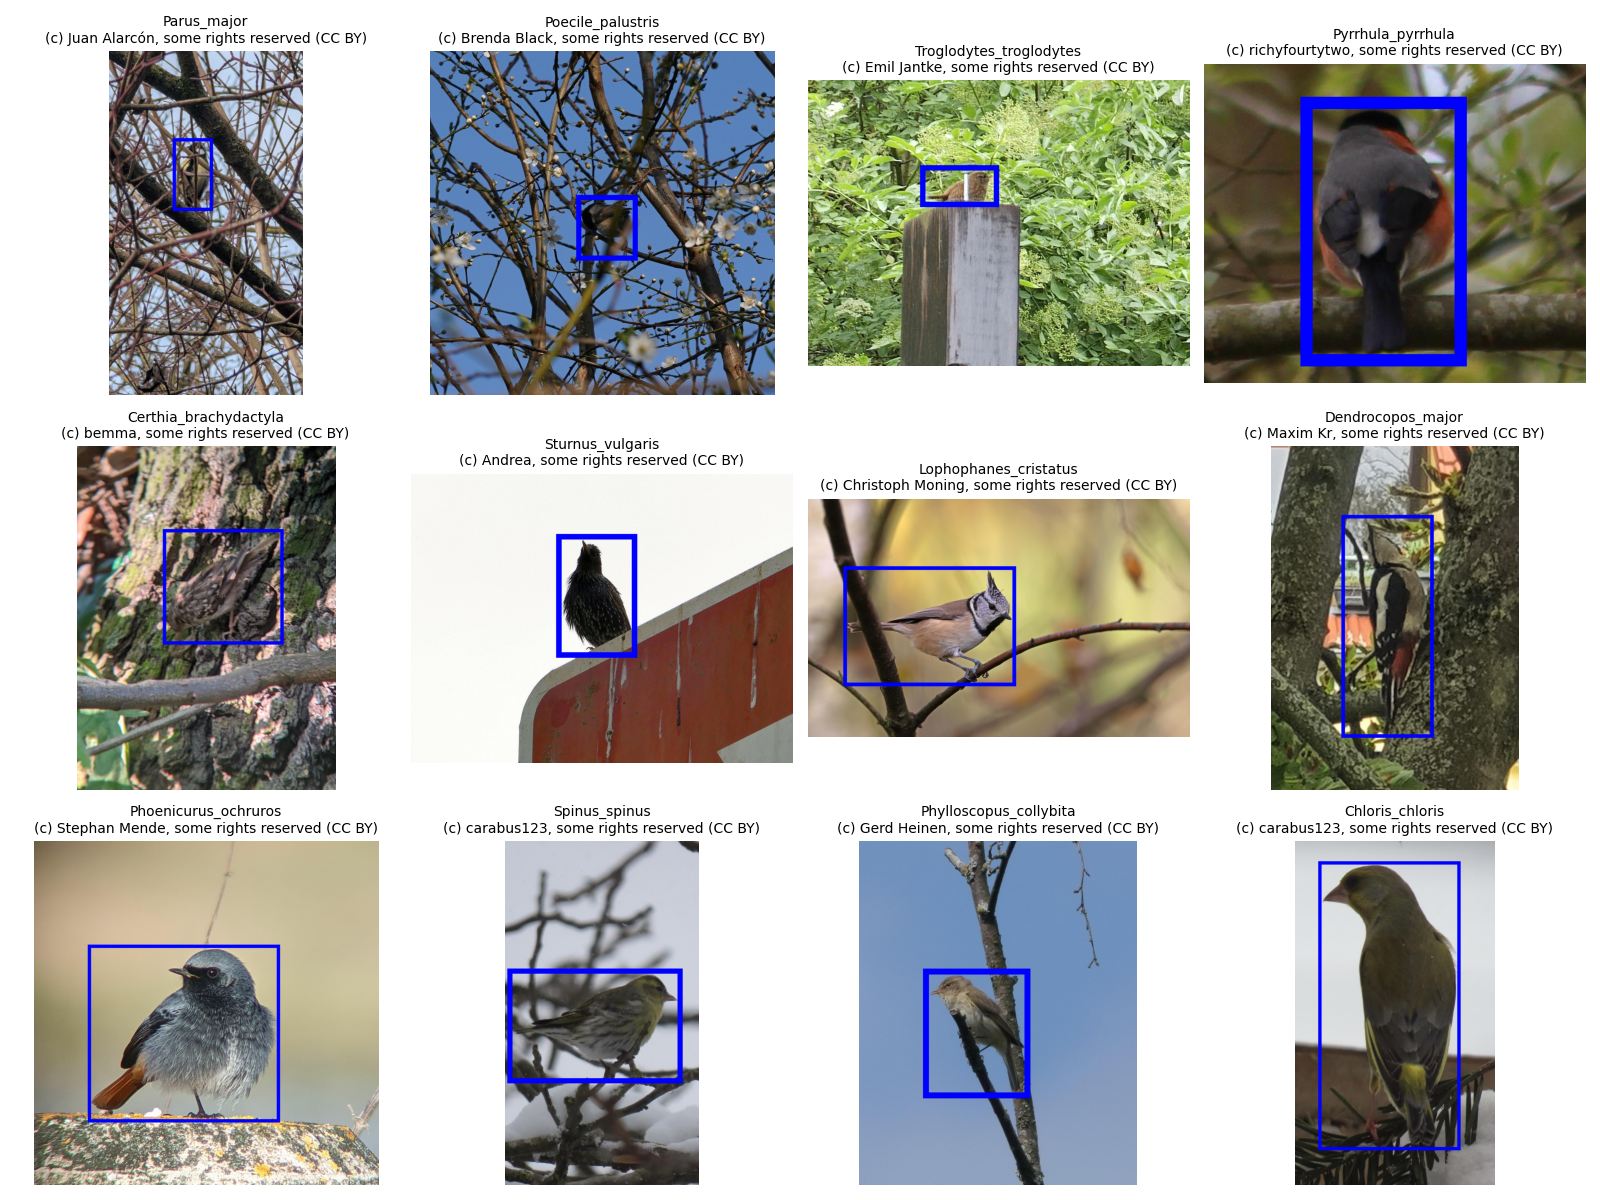 Parus_major
(c) Juan Alarcón, some rights reserved (CC BY)
Poecile_palustris
(c) Brenda Black, some rights reserved (CC BY)
Troglodytes_troglodytes
(c) Emil Jantke, some rights reserved (CC BY)
Pyrrhula_pyrrhula
(c) richyfourtytwo, some rights reserved (CC BY)
Certhia_brachydactyla
(c) bemma, some rights reserved (CC BY)
Sturnus_vulgaris
(c) Andrea, some rights reserved (CC BY)
Lophophanes_cristatus
(c) Christoph Moning, some rights reserved (CC BY)
Dendrocopos_major
(c) Maxim Kr, some rights reserved (CC BY)
Phoenicurus_ochruros
(c) Stephan Mende, some rights reserved (CC BY)
Spinus_spinus
(c) carabus123, some rights reserved (CC BY)
Phylloscopus_collybita
(c) Gerd Heinen, some rights reserved (CC BY)
Chloris_chloris
(c) carabus123, some rights reserved (CC BY)